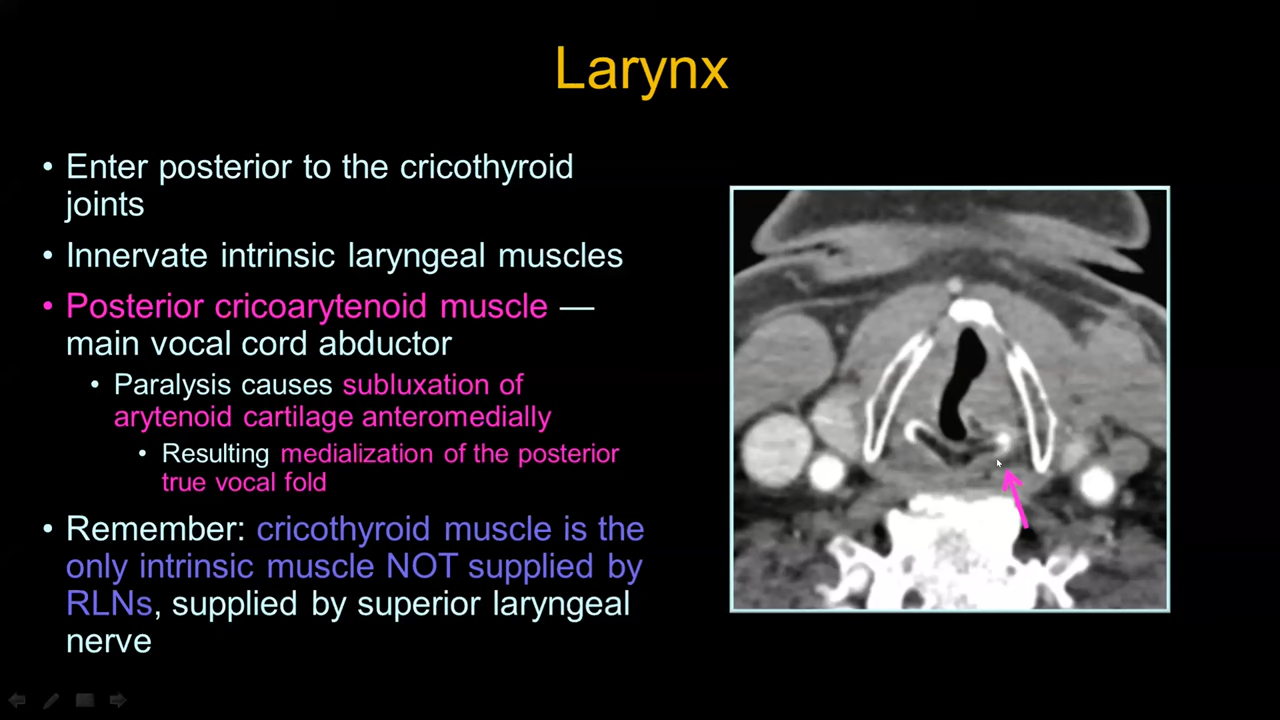 Larynx
• Enter posterior to the cricothyroid
joints
• Innervate intrinsic laryngeal muscles
• Posterior cricoarytenoid muscle —
main vocal cord abductor
• Paralysis causes subluxation of
arytenoid cartilage anteromedially
• Resulting medialization of the posterior
true vocal fold
• Remember: cricothyroid muscle is the
only intrinsic muscle NOT supplied by
RLNs, supplied by superior laryngeal
nerve